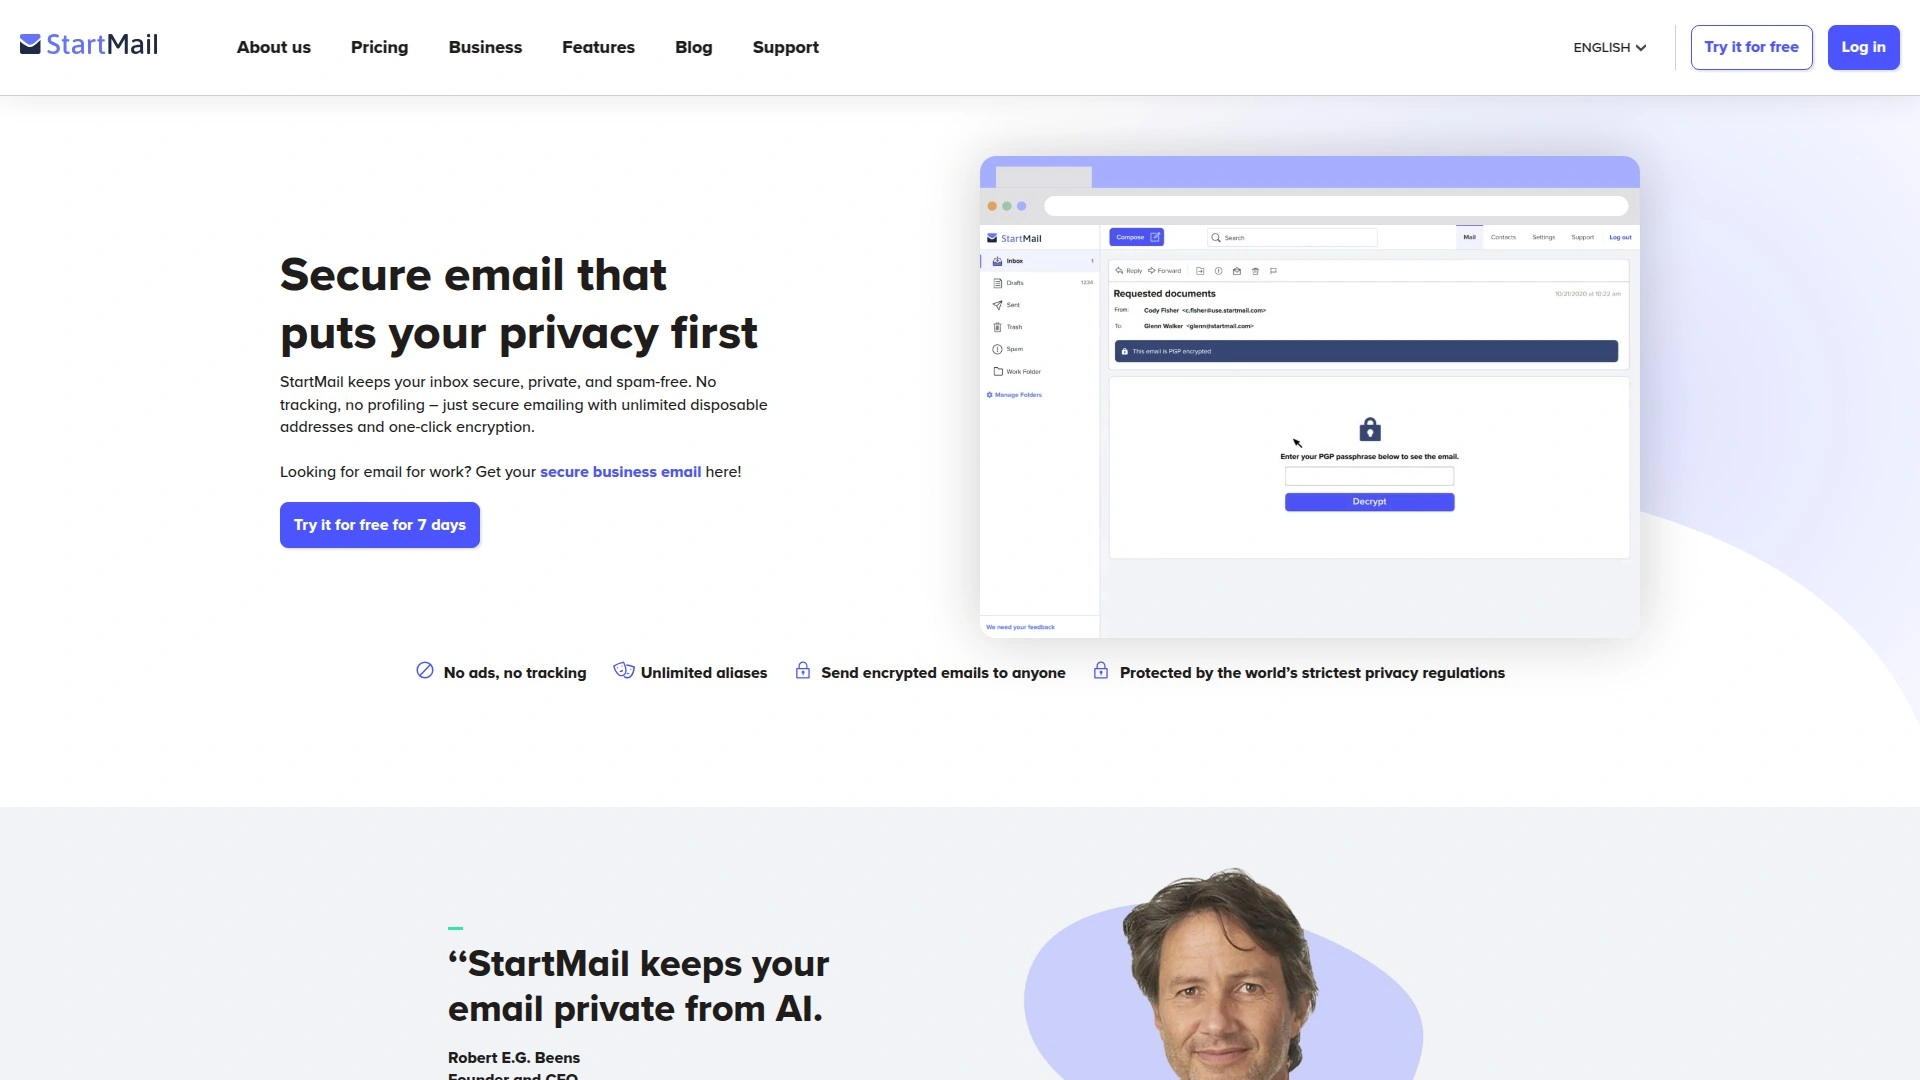 StartMail
About us
Pricing
Business
Features
Blog
Support
ENGLISH
Try it for free
Log in
Secure email that
puts your privacy first
StartMail keeps your inbox secure, private, and spam-free. No
tracking, no profiling – just secure emailing with unlimited disposable
addresses and one-click encryption.
Looking for email for work? Get your secure business email here!
Try it for free for 7 days
StartMail
Compose
Search
Mail
Contacts
Settings
Support
Log out
Inbox 1
Drafts 1234
Sent
Trash
Spam
Work Folder
Manage Folders
We need your feedback
Reply
Forward
Requested documents
10/21/2020 at 10:22 am
From: Cody Fisher <c.fisher@use.startmail.com>
To: Glenn Walker <glenn@startmail.com>
This email is PGP encrypted
Enter your PGP passphrase below to see the email.
Decrypt
No ads, no tracking
Unlimited aliases
Send encrypted emails to anyone
Protected by the world’s strictest privacy regulations
“StartMail keeps your
email private from AI.
Robert E.G. Beens
Founder and CEO